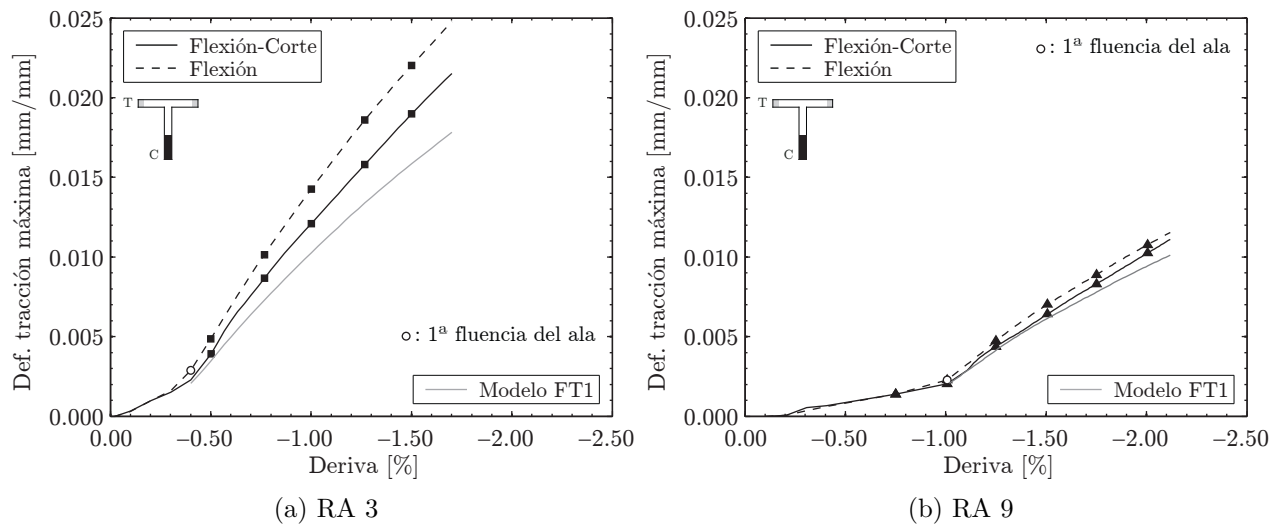 0.025
0.020
0.015
0.010
0.005
0.000
Def. tracción máxima [mm/mm]
Flexión-Corte
Flexión
T
C
○: 1ª fluencia del ala
Modelo FT1
0.00 −0.50 −1.00 −1.50 −2.00 −2.50
Deriva [%]
(a) RA 3
0.025
0.020
0.015
0.010
0.005
0.000
Def. tracción máxima [mm/mm]
Flexión-Corte
Flexión
○: 1ª fluencia del ala
T
C
Modelo FT1
0.00 −0.50 −1.00 −1.50 −2.00 −2.50
Deriva [%]
(b) RA 9